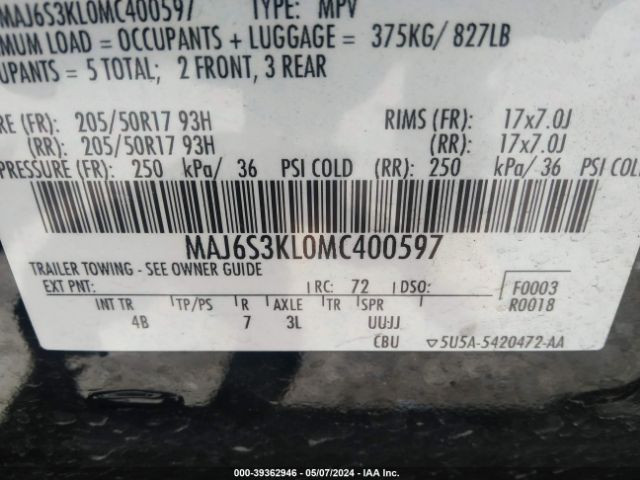 MAJ6S3KL0MC400597 TYPE: MPV
MUM LOAD = OCCUPANTS + LUGGAGE = 375KG/ 827LB
UPANTS = 5 TOTAL; 2 FRONT, 3 REAR
RE (FR): 205/50R17 93H RIMS (FR): 17x7.0J
(RR): 205/50R17 93H (RR): 17x7.0J
PRESSURE (FR): 250 kPa/ 36 PSI COLD (RR): 250 kPa/ 36 PSI COL
MAJ6S3KL0MC400597
TRAILER TOWING - SEE OWNER GUIDE
EXT PNT: RC: 72 DSO: F0003
R0018
INT TR TP/PS R AXLE TR SPR
4B 7 3L UUJJ
CBU ▽5U5A-5420472-AA
000-39362946 - 05/07/2024 - IAA Inc.